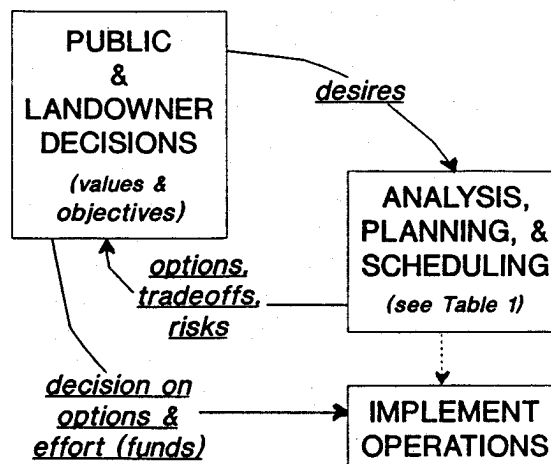 PUBLIC
&
LANDOWNER
DECISIONS
(values &
objectives)
desires
ANALYSIS,
PLANNING, &
SCHEDULING
(see Table 1)
options,
tradeoffs,
risks
decision on
options &
effort (funds)
IMPLEMENT
OPERATIONS